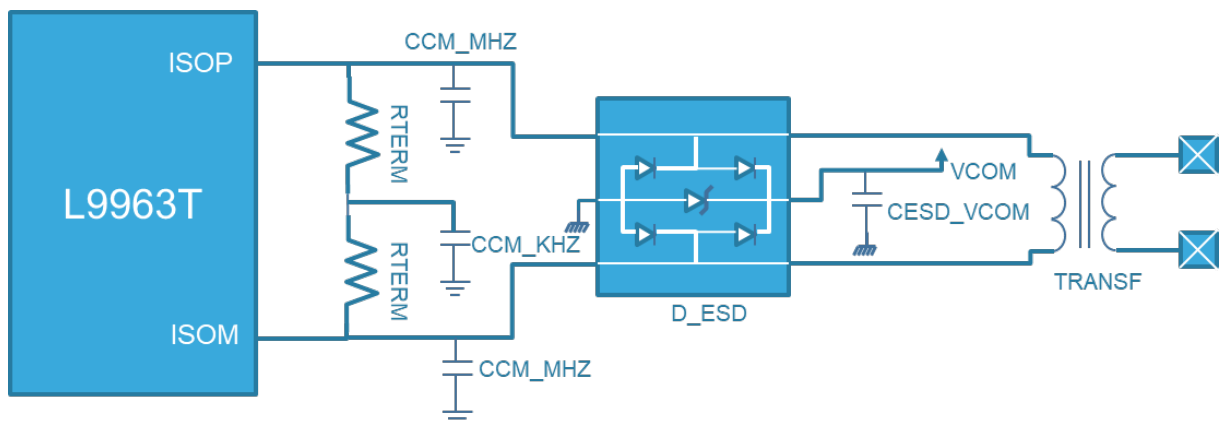 CCM_MHZ
ISOP
RTERM
L9963T
VCOM
CESD_VCOM
CCM_KHZ
RTERM
TRANSF
D_ESD
ISOM
CCM_MHZ